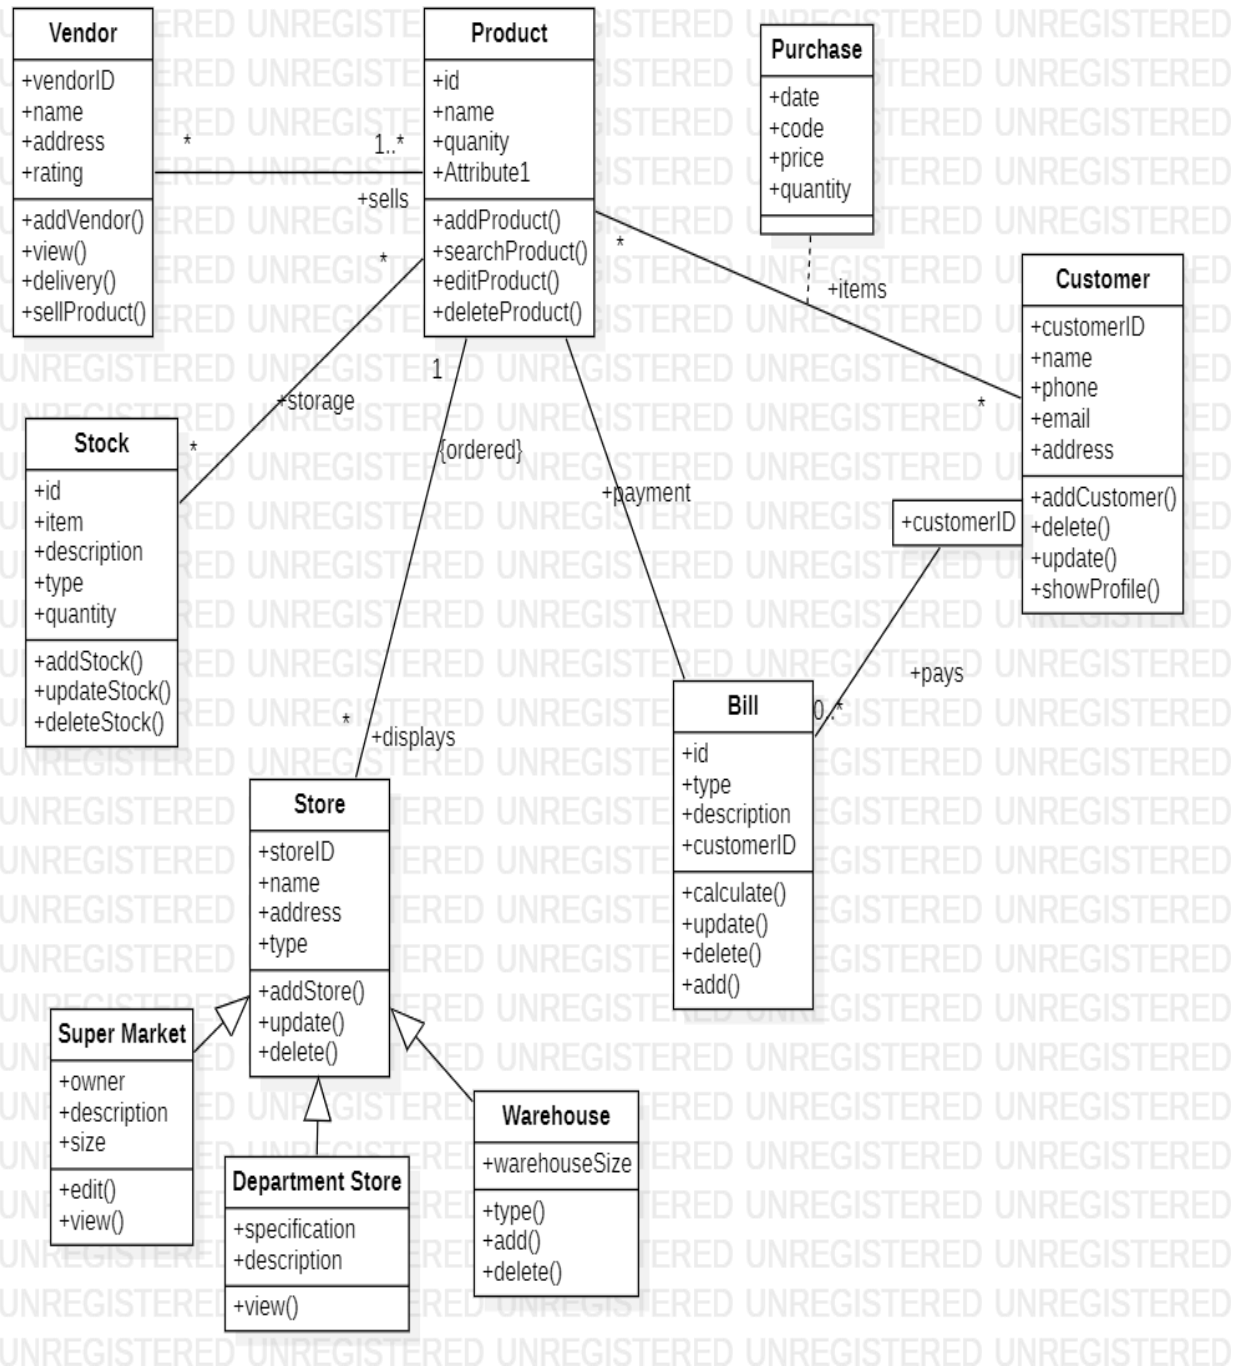 Vendor
+vendorID
+name
+address
+rating
+addVendor()
+view()
+delivery()
+sellProduct()
*
1..*
+sells
Product
+id
+name
+quanity
+Attribute1
+addProduct()
+searchProduct()
+editProduct()
+deleteProduct()
Purchase
+date
+code
+price
+quantity
*
+items
*
Customer
+customerID
+name
+phone
+email
+address
+addCustomer()
+delete()
+update()
+showProfile()
+customerID
*
+storage
*
Stock
+id
+item
+description
+type
+quantity
+addStock()
+updateStock()
+deleteStock()
1
{ordered}
*
+displays
+payment
+pays
0..*
Bill
+id
+type
+description
+customerID
+calculate()
+update()
+delete()
+add()
Store
+storeID
+name
+address
+type
+addStore()
+update()
+delete()
Super Market
+owner
+description
+size
+edit()
+view()
Department Store
+specification
+description
+view()
Warehouse
+warehouseSize
+type()
+add()
+delete()
UNREGISTERED